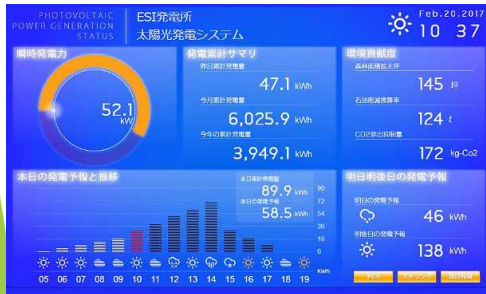 PHOTOVOLTAIC
POWER GENERATION
STATUS
ESI発電所
太陽光発電システム
Feb.20.2017
10 37
瞬時発電力
52.1
kW
発電累計サマリ
昨日累計発電量
47.1 kWh
今月累計発電量
6,025.9 kWh
今年の累計発電量
3,949.1 kWh
環境貢献度
森林面積拡大坪
145 坪
石油削減換算率
124 ℓ
CO2排出抑制量
172 kg-Co2
本日の発電予報と推移
本日累計発電量
89.9 kWh
本日の発電予報
58.5 kWh
90
72
54
36
18
0
kWh
05 06 07 08 09 10 11 12 13 14 15 16 17 18 19
明日明後日の発電予報
明日の発電予報
46 kWh
明後日の発電予報
138 kWh